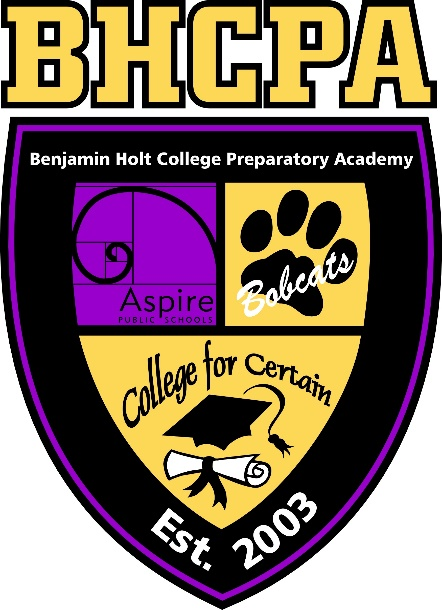 BHCPA
Benjamin Holt College Preparatory Academy
Aspire
PUBLIC SCHOOLS
Bobcats
College for Certain
Est. 2003